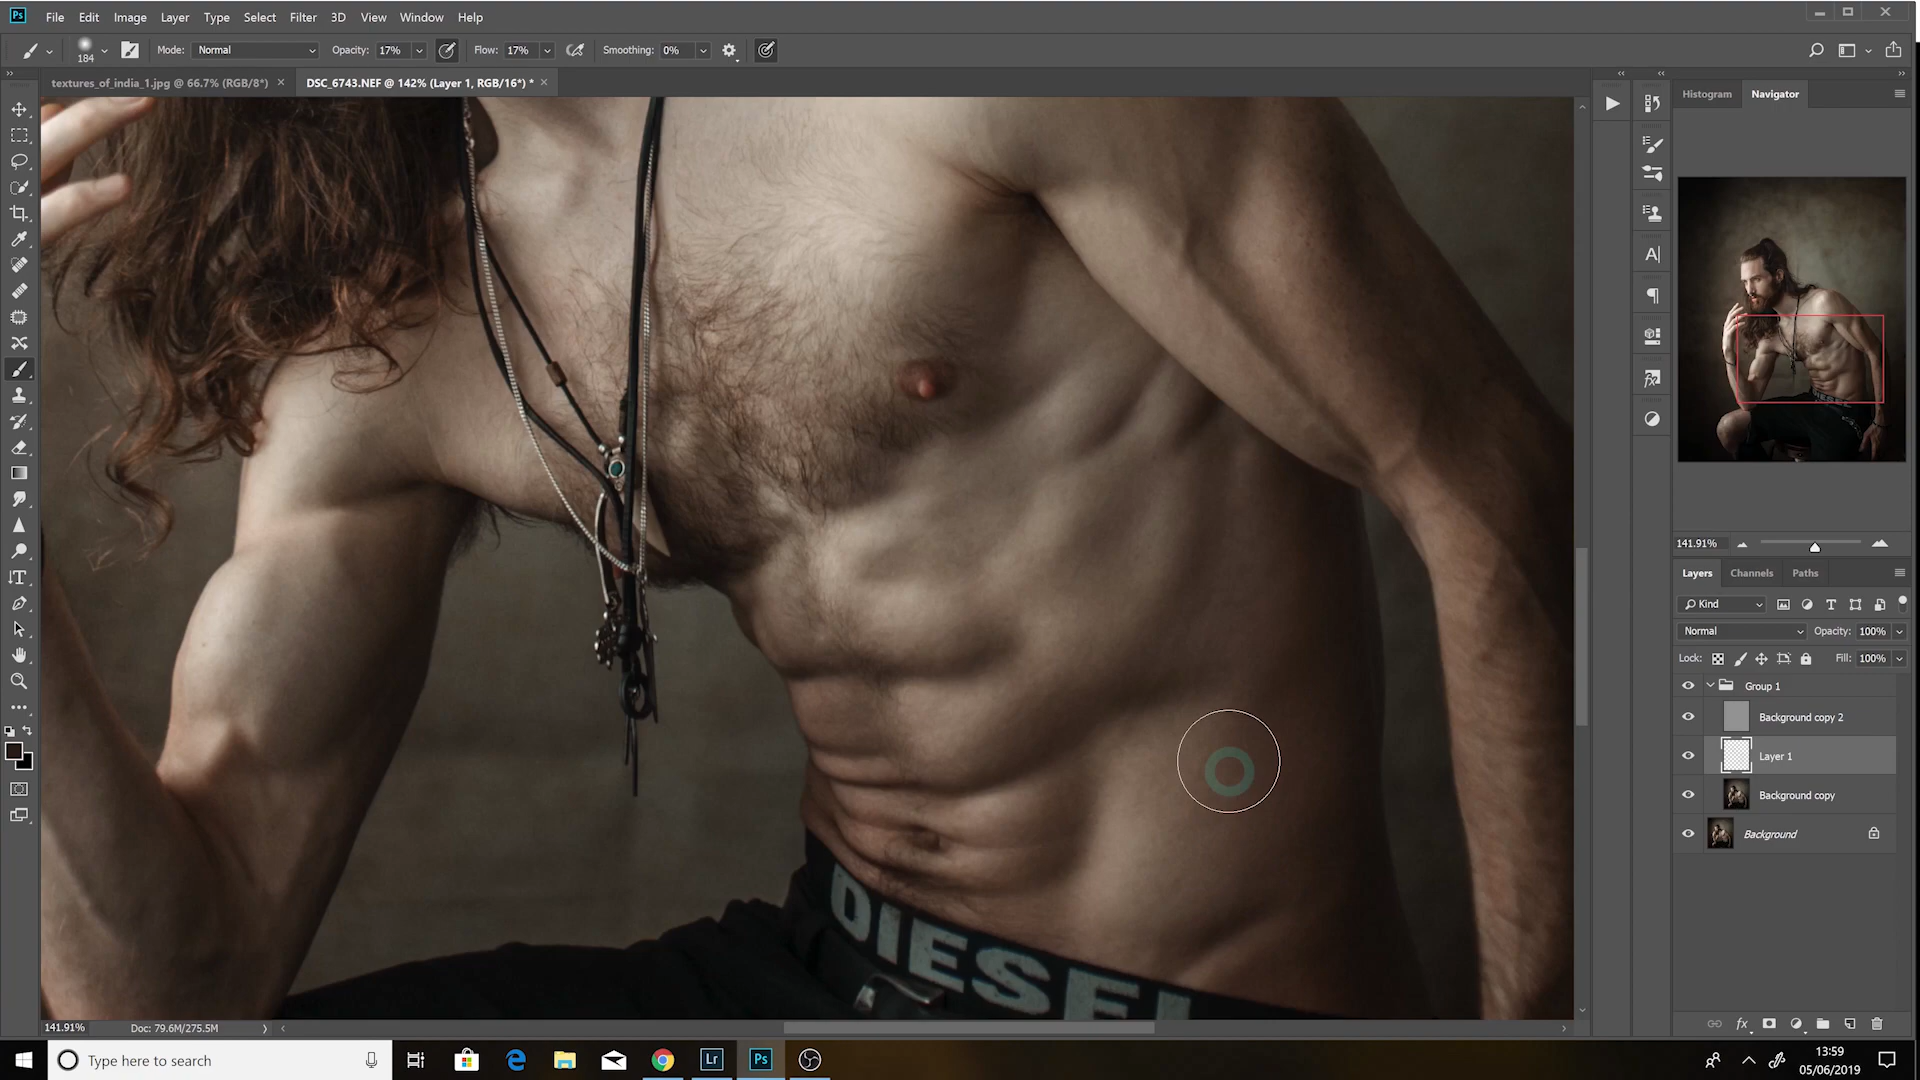 Ps File Edit Image Layer Type Select Filter 3D View Window Help
184 Mode: Normal Opacity: 17% Flow: 17% Smoothing: 0%
textures_of_india_1.jpg @ 66.7% (RGB/8*) × DSC_6743.NEF @ 142% (Layer 1, RGB/16*) * ×
Histogram Navigator
141.91%
Layers Channels Paths
Kind
Normal Opacity: 100%
Lock: Fill: 100%
Group 1
Background copy 2
Layer 1
Background copy
Background
DIESEL
141.91% Doc: 79.6M/275.5M
Type here to search
Lr Ps
13:59
05/06/2019